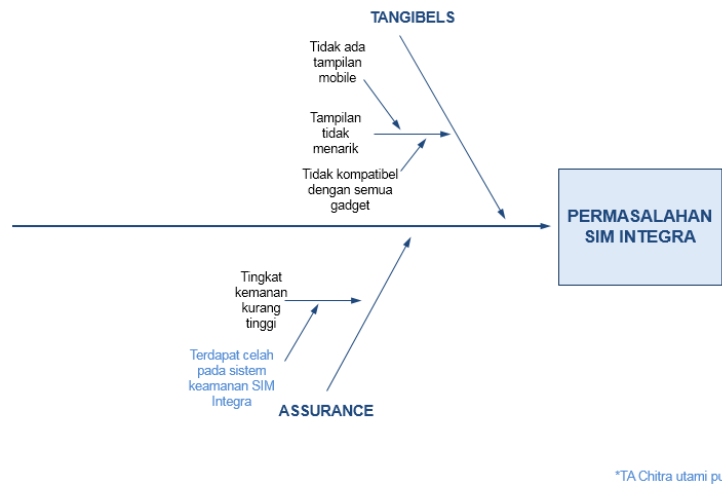 TANGIBELS
Tidak ada
tampilan
mobile
Tampilan
tidak
menarik
Tidak kompatibel
dengan semua
gadget
PERMASALAHAN
SIM INTEGRA
Tingkat
kemanan
kurang
tinggi
Terdapat celah
pada sistem
keamanan SIM
Integra
ASSURANCE
*TA Chitra utami pu